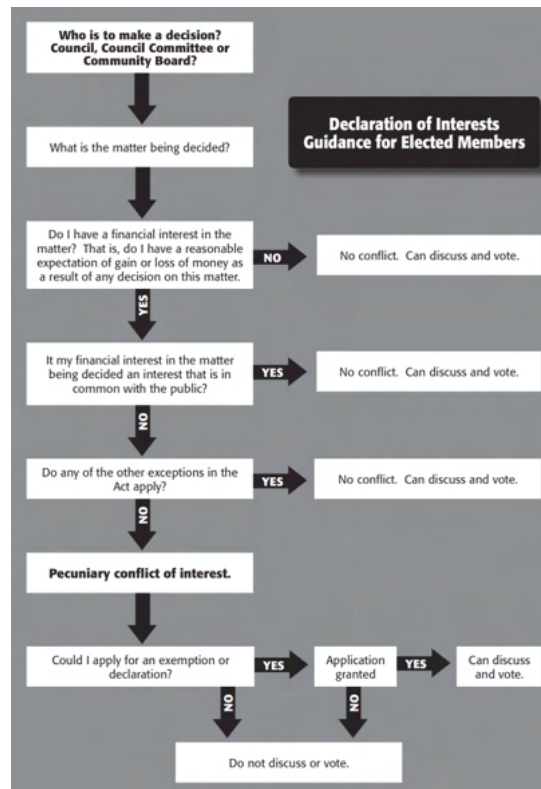 Who is to make a decision?
Council, Council Committee or
Community Board?
Declaration of Interests
Guidance for Elected Members
What is the matter being decided?
Do I have a financial interest in the
matter? That is, do I have a reasonable
expectation of gain or loss of money as
a result of any decision on this matter.
NO
No conflict. Can discuss and vote.
YES
It my financial interest in the matter
being decided an interest that is in
common with the public?
YES
No conflict. Can discuss and vote.
NO
Do any of the other exceptions in the
Act apply?
YES
No conflict. Can discuss and vote.
NO
Pecuniary conflict of interest.
Could I apply for an exemption or
declaration?
YES
Application
granted
YES
Can discuss
and vote.
NO
NO
Do not discuss or vote.